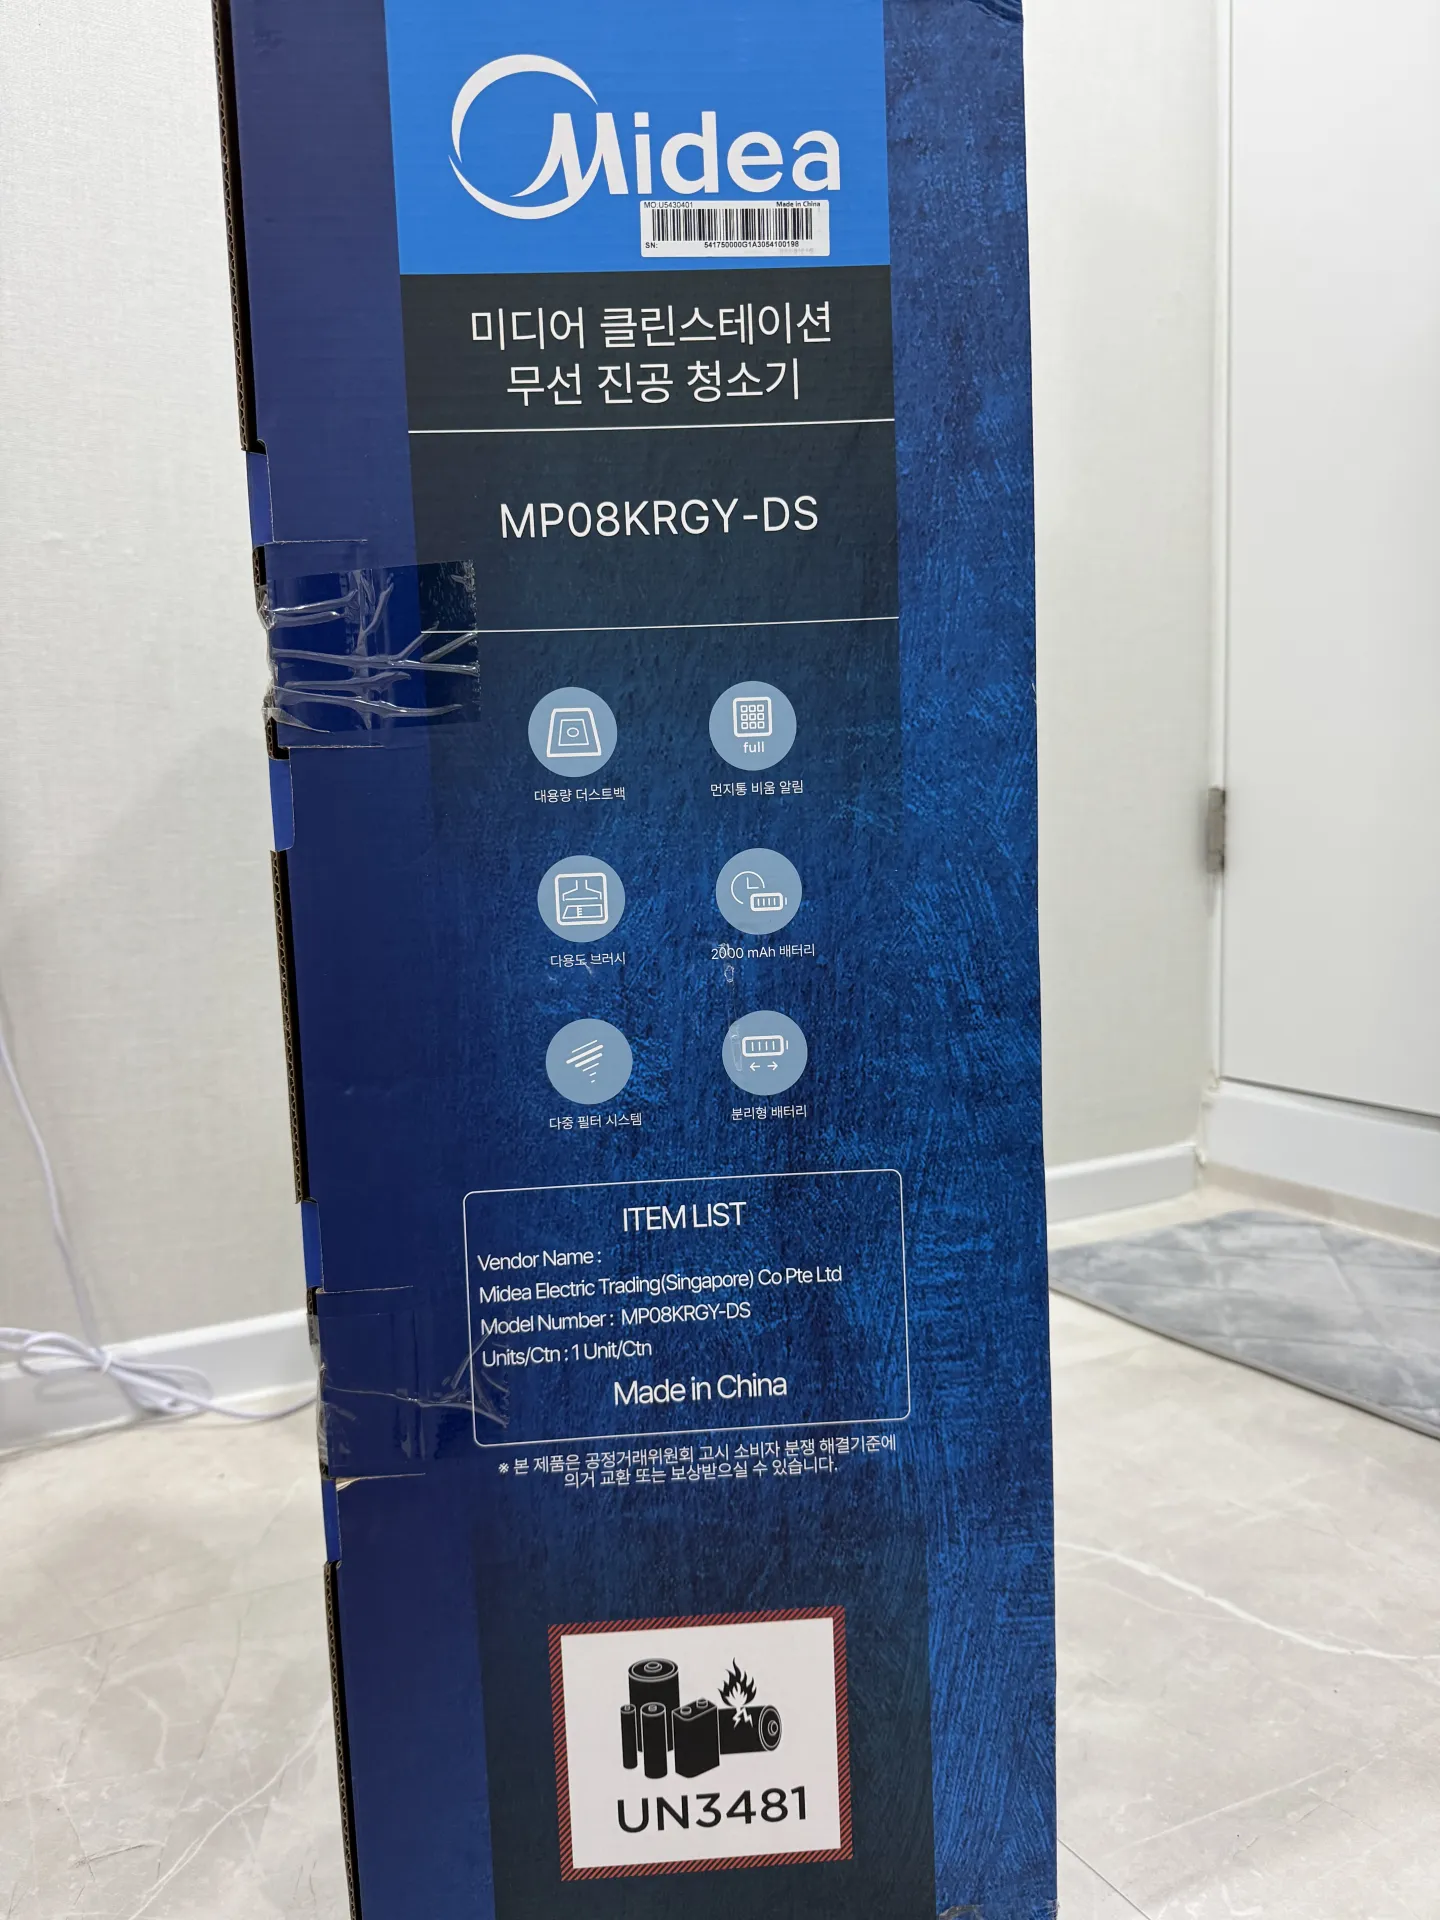 Midea
MO:U5430401 Made in China
SN: 541750000G1A3054100198
미디어 클린스테이션
무선 진공 청소기
MP08KRGY-DS
full
대용량 더스트백 먼지통 비움 알림
다용도 브러시 2000 mAh 배터리
다중 필터 시스템 분리형 배터리
ITEM LIST
Vendor Name :
Midea Electric Trading(Singapore) Co Pte Ltd
Model Number : MP08KRGY-DS
Units/Ctn : 1 Unit/Ctn
Made in China
※ 본 제품은 공정거래위원회 고시 소비자 분쟁 해결기준에
의거 교환 또는 보상받으실 수 있습니다.
UN3481